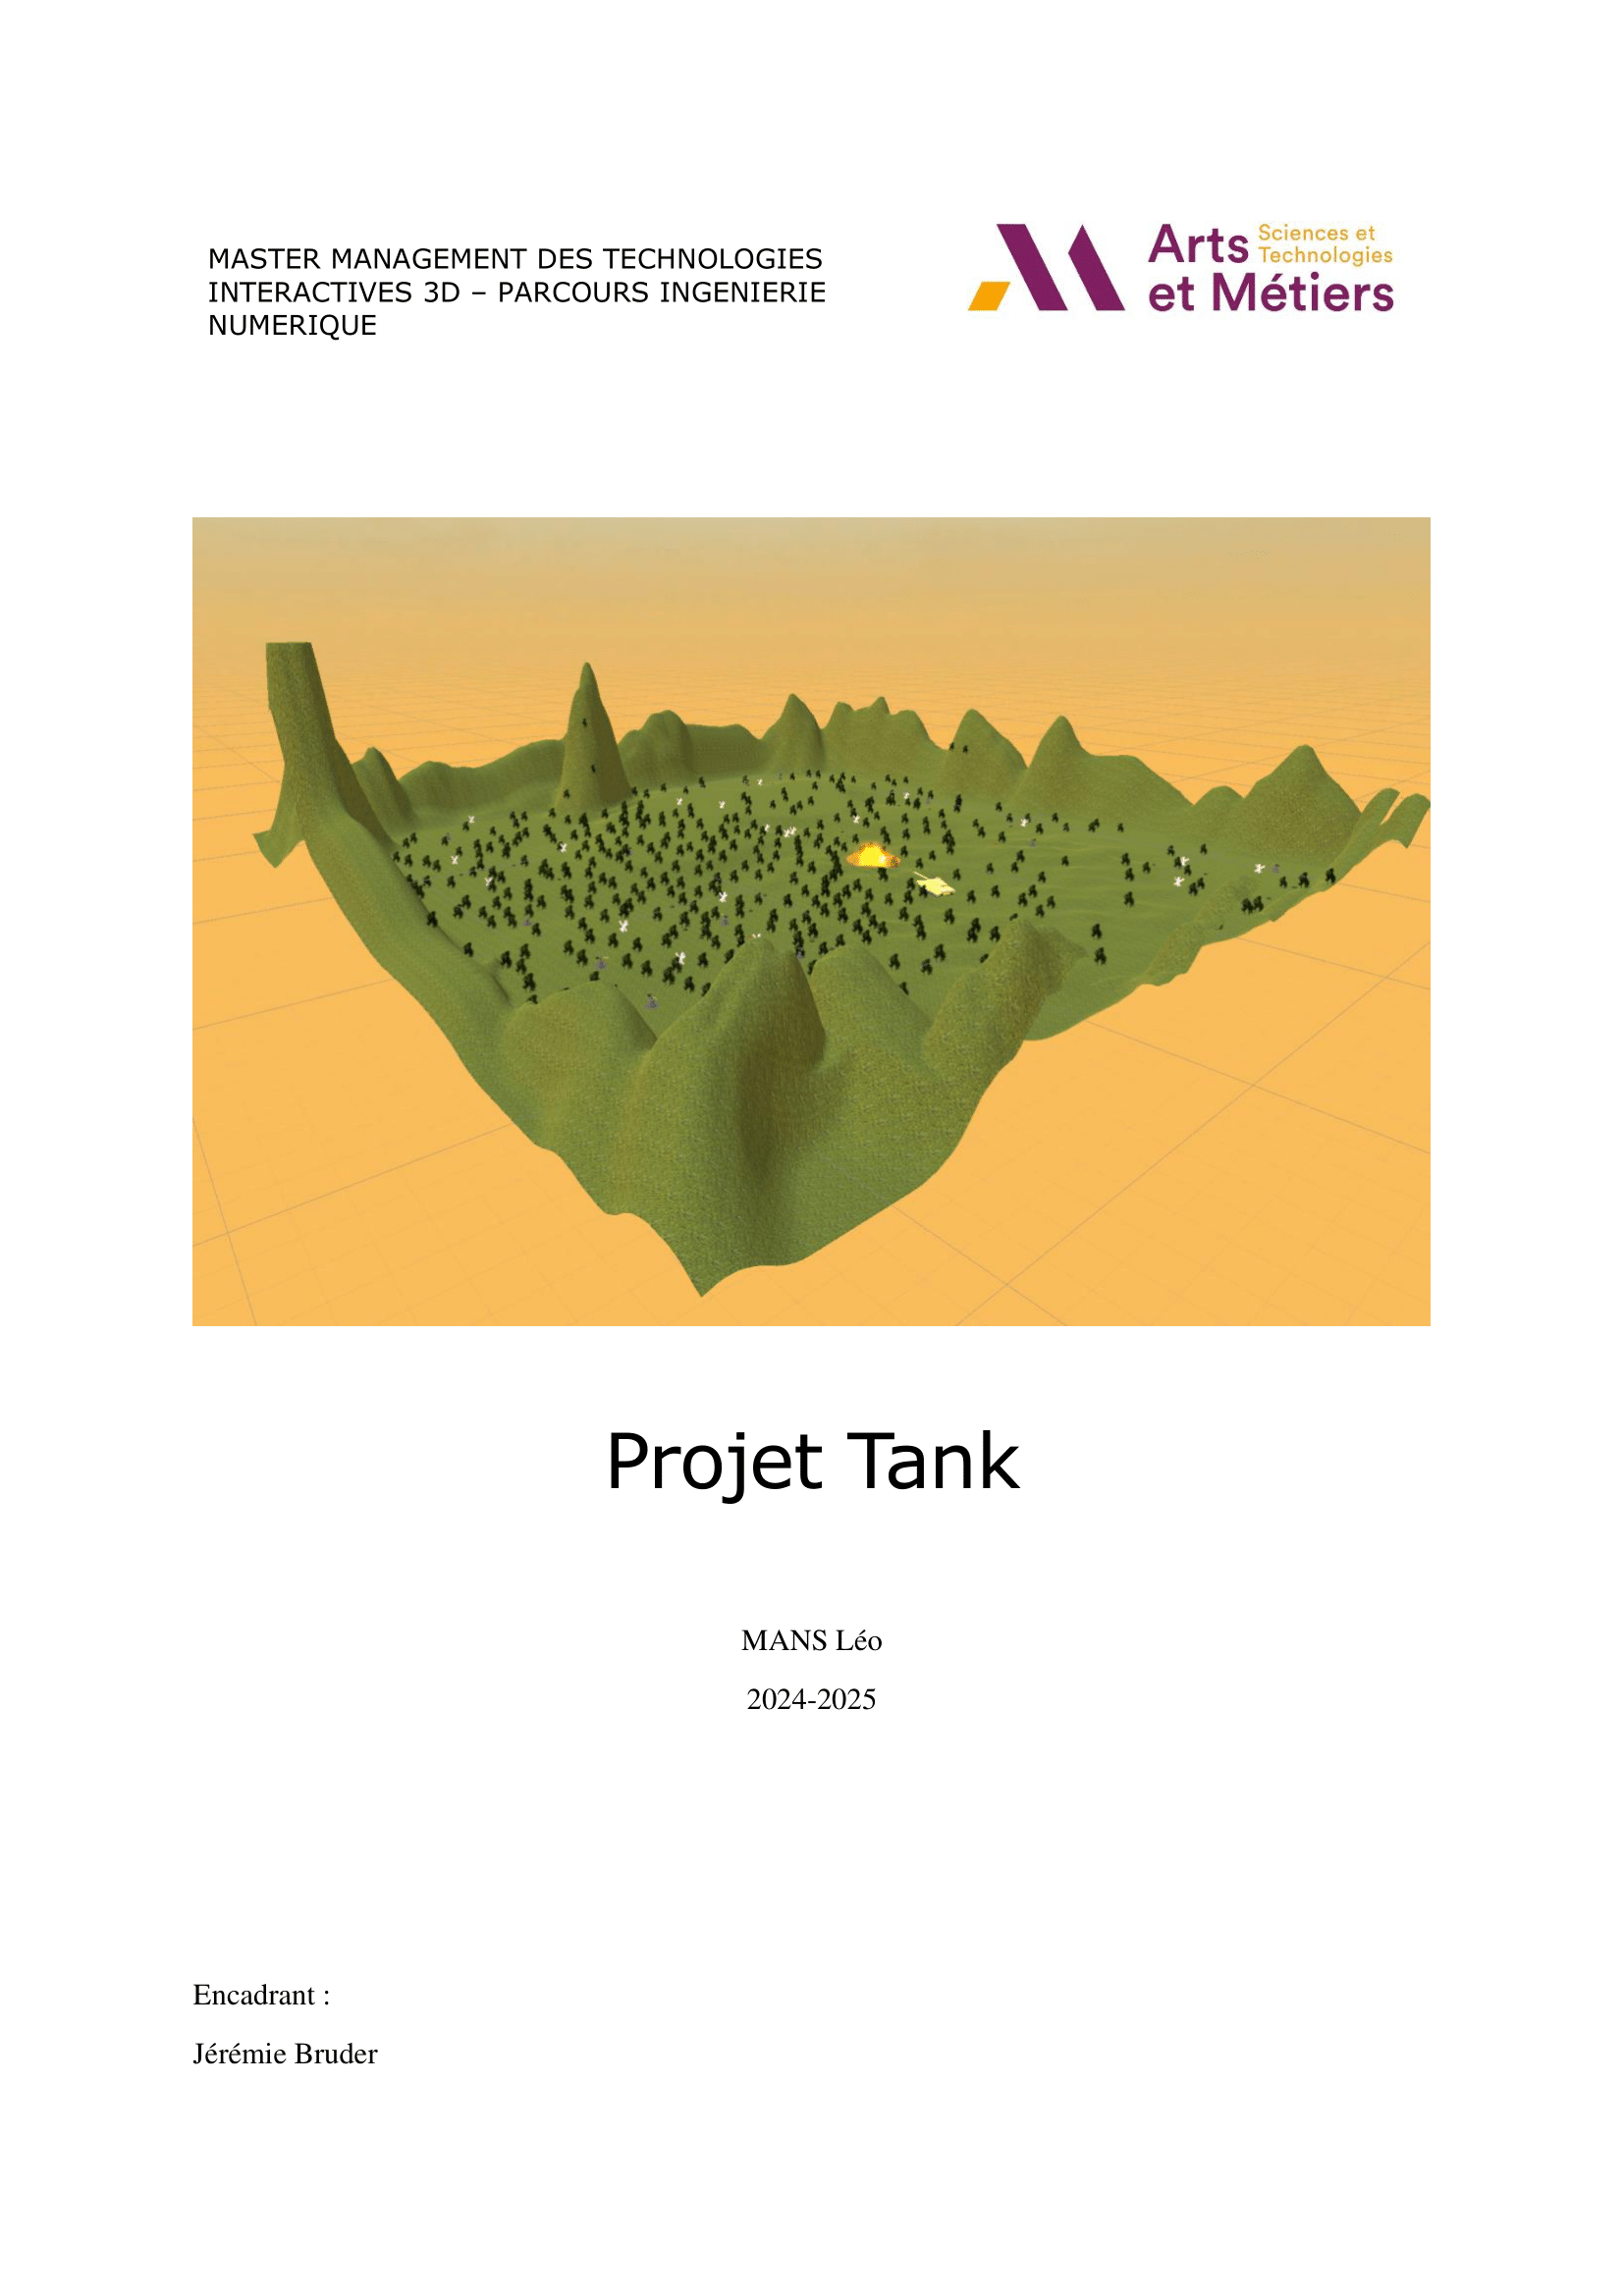 MASTER MANAGEMENT DES TECHNOLOGIES
INTERACTIVES 3D – PARCOURS INGENIERIE
NUMERIQUE
Arts Sciences et
Technologies
et Métiers
Projet Tank
MANS Léo
2024-2025
Encadrant :
Jérémie Bruder